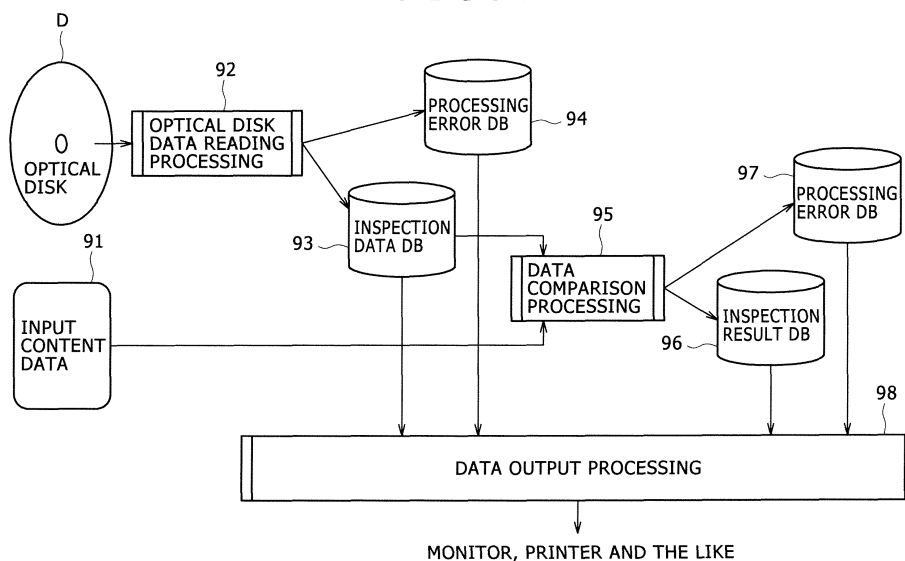 D
OPTICAL
DISK
92
OPTICAL DISK
DATA READING
PROCESSING
PROCESSING
ERROR DB
94
93
INSPECTION
DATA DB
91
INPUT
CONTENT
DATA
95
DATA
COMPARISON
PROCESSING
97
PROCESSING
ERROR DB
96
INSPECTION
RESULT DB
98
DATA OUTPUT PROCESSING
MONITOR, PRINTER AND THE LIKE